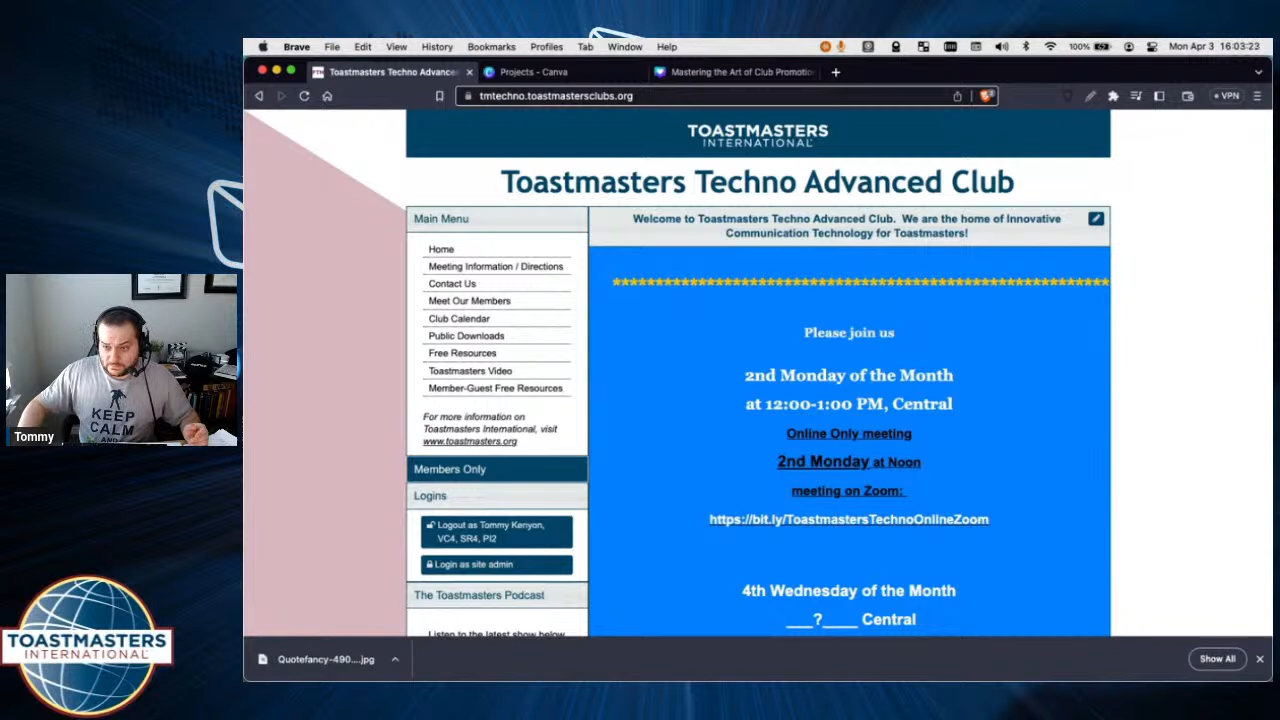 Brave File Edit View History Bookmarks Profiles Tab Window Help
100% Mon Apr 3 16:03:23
Toastmasters Techno Advance
Projects - Canva
Mastering the Art of Club Promotio
tmtechno.toastmastersclubs.org
VPN
TOASTMASTERS
INTERNATIONAL
Toastmasters Techno Advanced Club
Main Menu
Home
Meeting Information / Directions
Contact Us
Meet Our Members
Club Calendar
Public Downloads
Free Resources
Toastmasters Video
Member-Guest Free Resources
For more information on
Toastmasters International, visit
www.toastmasters.org
Members Only
Logins
Logout as Tommy Kenyon,
VC4, SR4, PI2
Login as site admin
The Toastmasters Podcast
Listen to the latest show below
Welcome to Toastmasters Techno Advanced Club. We are the home of Innovative
Communication Technology for Toastmasters!
Please join us
2nd Monday of the Month
at 12:00-1:00 PM, Central
Online Only meeting
2nd Monday at Noon
meeting on Zoom:
https://bit.ly/ToastmastersTechnoOnlineZoom
4th Wednesday of the Month
___?____ Central
Quotefancy-490....jpg
Show All
KEEP
CALM
AND
Tommy
TOASTMASTERS
INTERNATIONAL